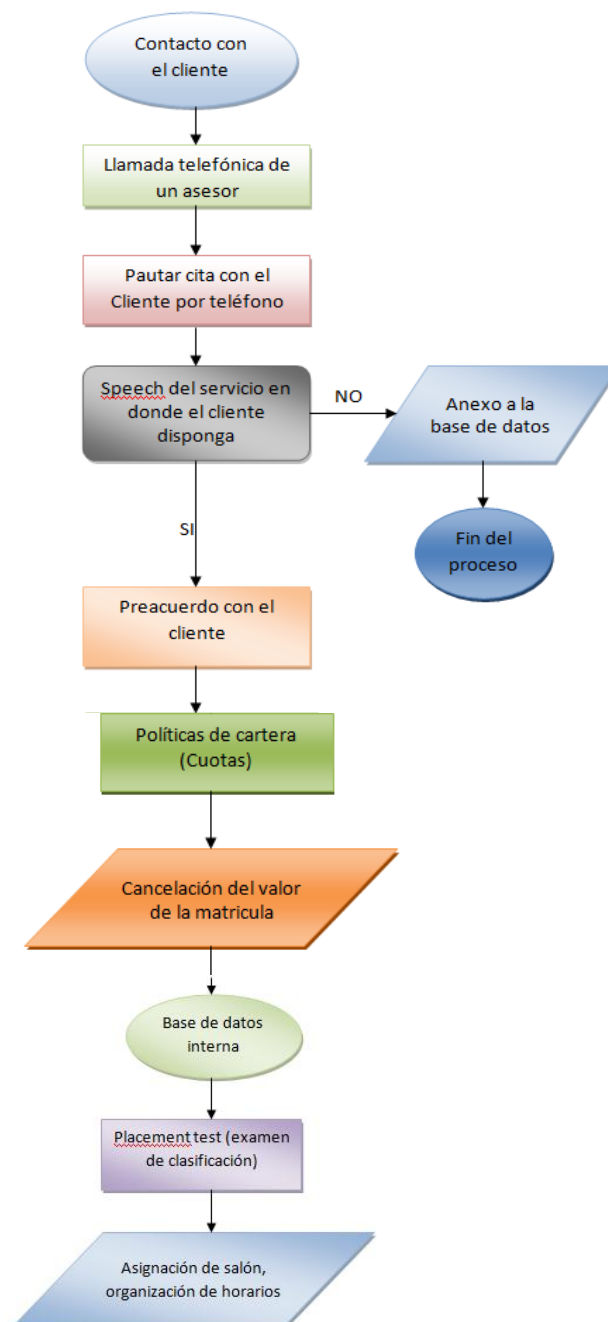 Contacto con
el cliente
Llamada telefónica de
un asesor
Pautar cita con el
Cliente por teléfono
Speech del servicio en
donde el cliente
disponga
NO
Anexo a la
base de datos
Fin del
proceso
SI
Preacuerdo con el
cliente
Políticas de cartera
(Cuotas)
Cancelación del valor
de la matricula
Base de datos
interna
Placement test (examen
de clasificación)
Asignación de salón,
organización de horarios